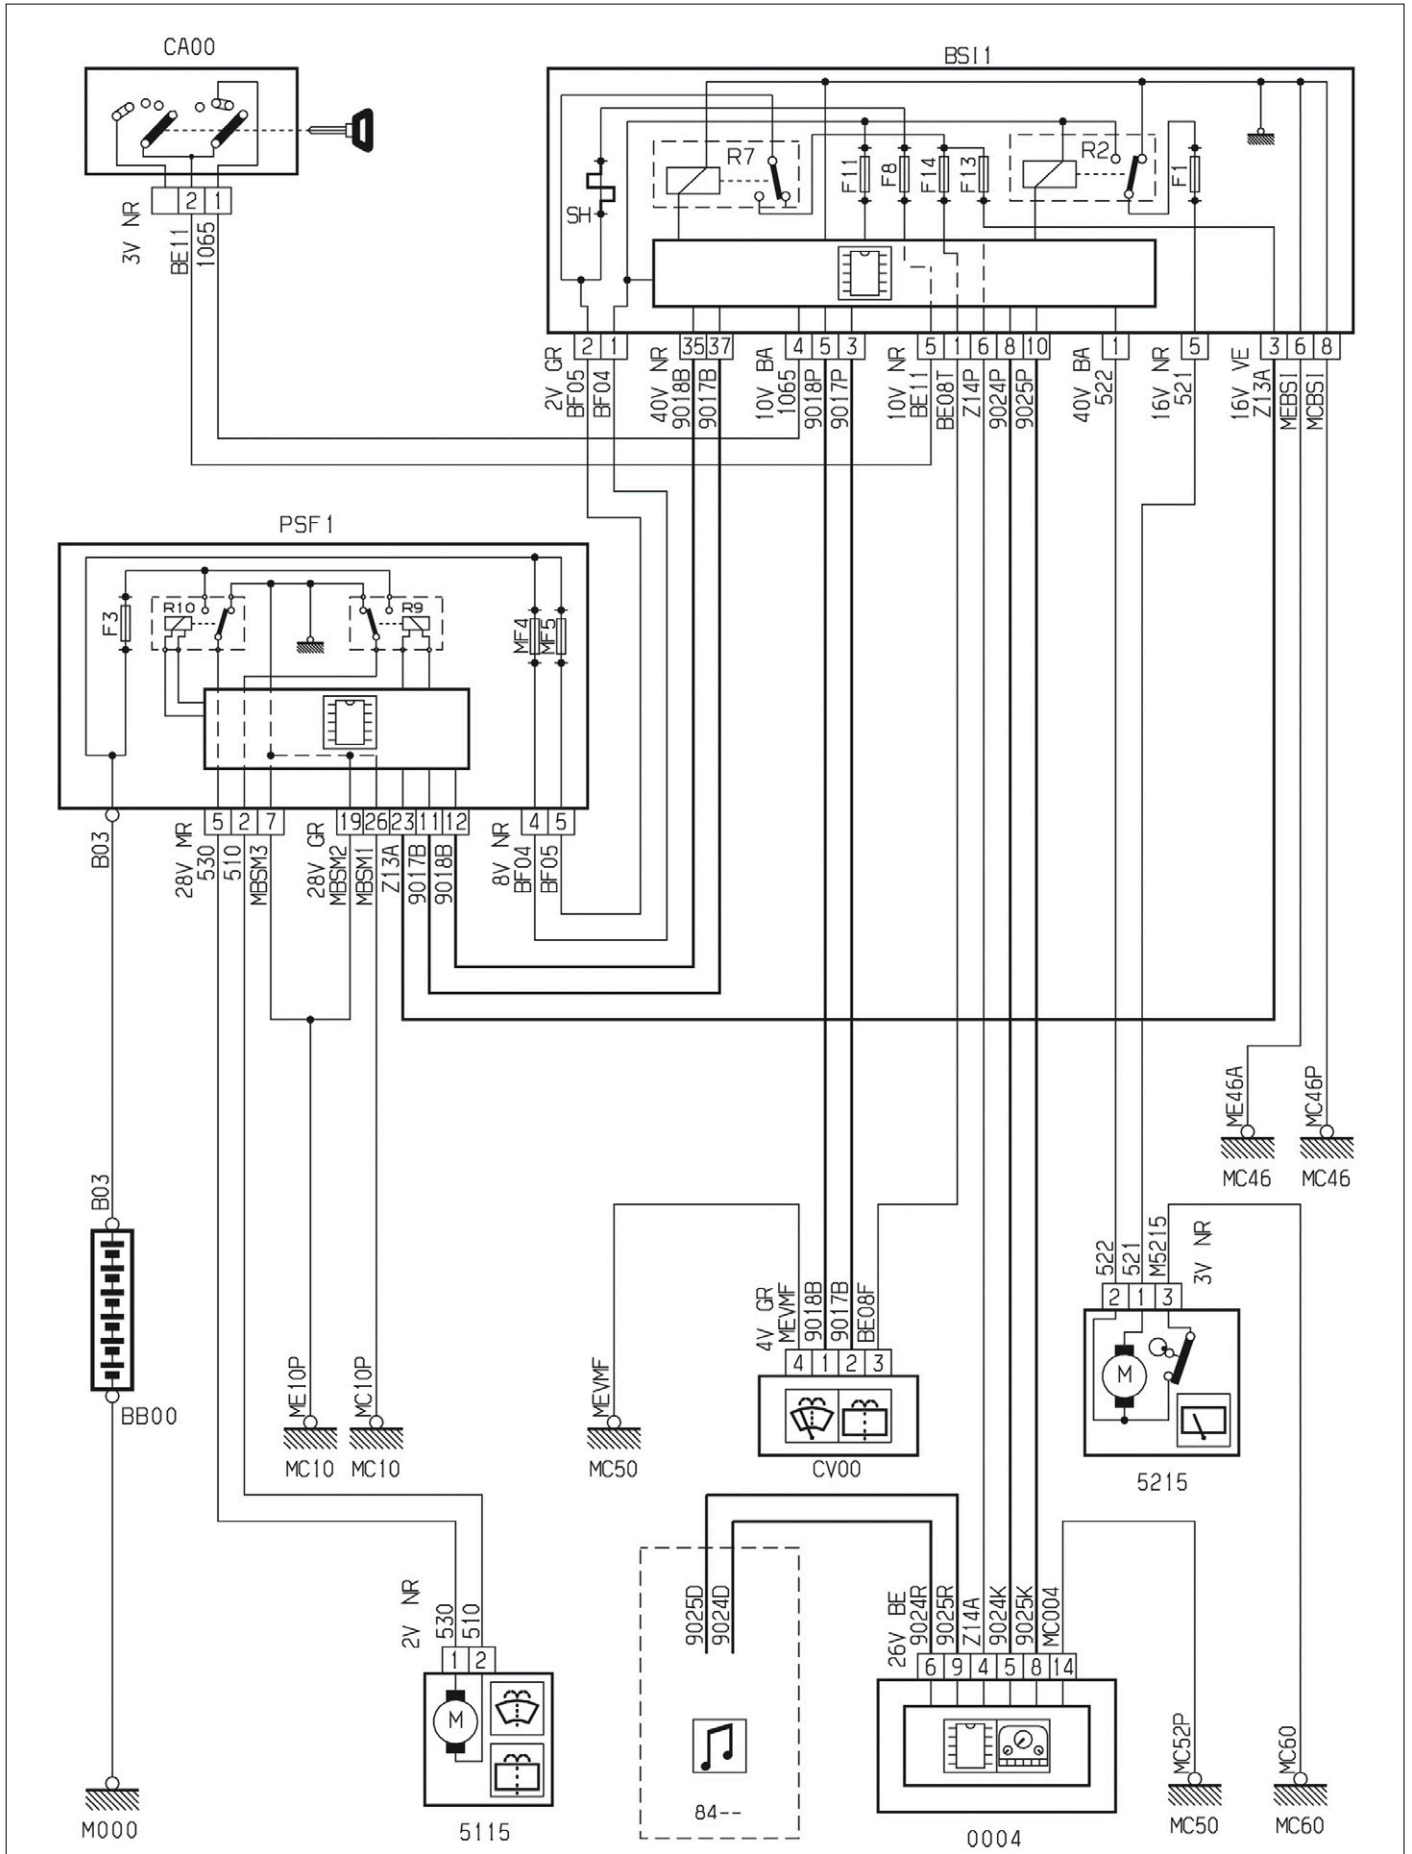 CA00
BSI1
R7
F11
F8
F14
F13
R2
F1
SH
2 1
3V NR
BE11
1065
2 1 35 37 4 5 3 5 1 6 8 10 1 5 3 6 8
2V GR
BF05
BF04
40V NR
9018B
9017B
10V BA
1065
9018P
9017P
10V NR
BE11
BE08T
Z14P
9024P
9025P
40V BA
522
16V NR
521
16V VE
Z13A
MEBSI
MCBSI
PSF1
F3
R10
R9
MF4
MF5
5 2 7 19 26 23 11 12 4 5
B03
28V MR
530
510
MBSM3
28V GR
MBSM2
MBSM1
Z13A
9017B
9018B
8V NR
BF04
BF05
ME46A
MC46P
MC46
MC46
B03
BB00
ME10P
MC10P
MC10
MC10
MEVMF
MC50
4V GR
MEVMF
9018B
9017B
BE08F
4 1 2 3
CV00
522
521
M5215
3V NR
2 1 3
M
5215
2V NR
530
510
1 2
M
5115
9025D
9024D
84--
26V BE
9024R
9025R
Z14A
9024K
9025K
MC004
6 9 4 5 8 14
0004
MC52P
MC50
MC60
MC60
M000